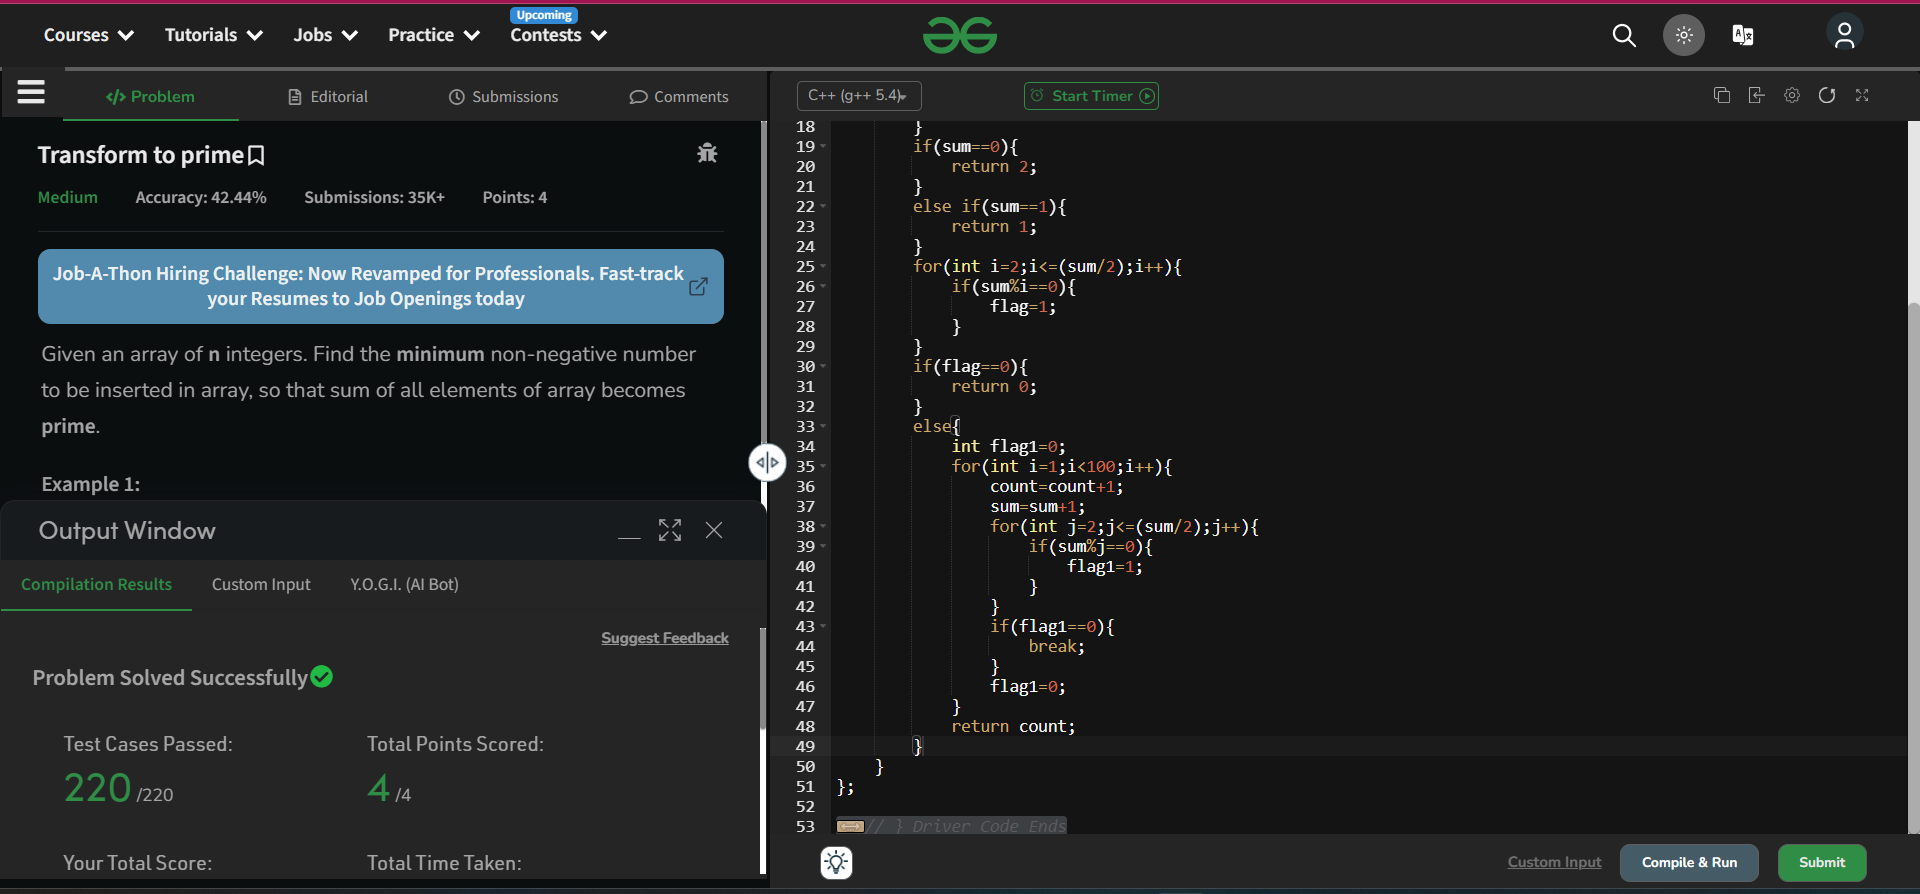 Courses
Tutorials
Jobs
Practice
Upcoming
Contests
Problem
Editorial
Submissions
Comments
Transform to prime
Medium
Accuracy: 42.44%
Submissions: 35K+
Points: 4
Job-A-Thon Hiring Challenge: Now Revamped for Professionals. Fast-track
your Resumes to Job Openings today
Given an array of n integers. Find the minimum non-negative number
to be inserted in array, so that sum of all elements of array becomes
prime.
Example 1:
Output Window
Compilation Results
Custom Input
Y.O.G.I. (AI Bot)
Suggest Feedback
Problem Solved Successfully
Test Cases Passed:
220 /220
Total Points Scored:
4 /4
Your Total Score:
Total Time Taken:
C++ (g++ 5.4)
Start Timer
18 }
19 if(sum==0){
20 return 2;
21 }
22 else if(sum==1){
23 return 1;
24 }
25 for(int i=2;i<=(sum/2);i++){
26 if(sum%i==0){
27 flag=1;
28 }
29 }
30 if(flag==0){
31 return 0;
32 }
33 else{
34 int flag1=0;
35 for(int i=1;i<100;i++){
36 count=count+1;
37 sum=sum+1;
38 for(int j=2;j<=(sum/2);j++){
39 if(sum%j==0){
40 flag1=1;
41 }
42 }
43 if(flag1==0){
44 break;
45 }
46 flag1=0;
47 }
48 return count;
49 }
50 }
51 };
52
53 // } Driver Code Ends
Custom Input
Compile & Run
Submit